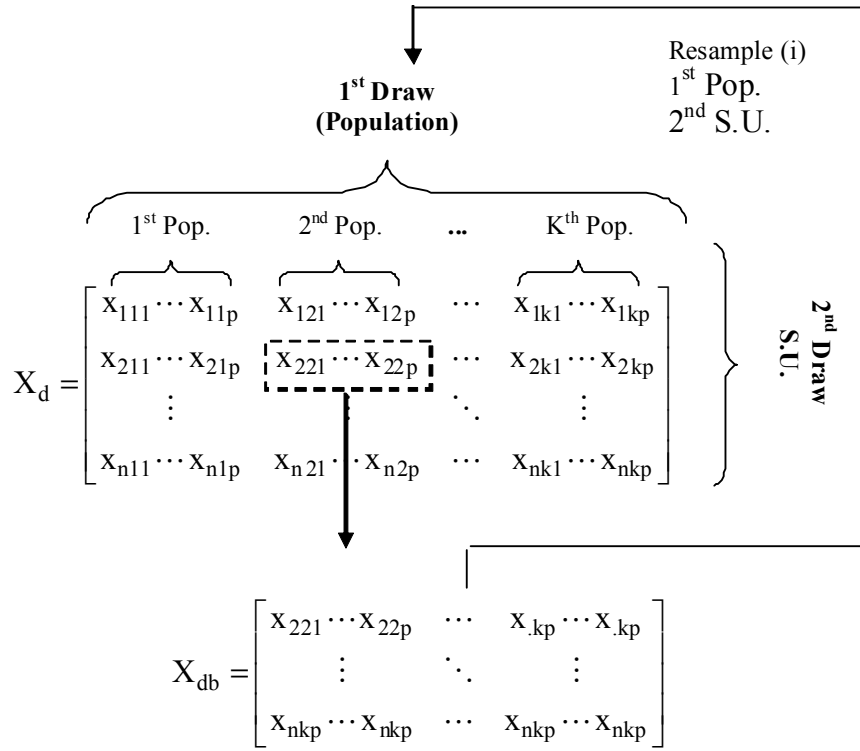 Resample (i)
1st Pop.
2nd S.U.
1st Draw
(Population)
1st Pop. 2nd Pop. ... Kth Pop.
x111 ⋯ x11p x121 ⋯ x12p ⋯ x1k1 ⋯ x1kp
x211 ⋯ x21p x221 ⋯ x22p ⋯ x2k1 ⋯ x2kp
Xd =
⋮ ⋮ ⋱ ⋮
xn11 ⋯ xn1p xn21 ⋯ xn2p ⋯ xnk1 ⋯ xnkp
2nd Draw
S.U.
x221 ⋯ x22p ⋯ x.kp ⋯ x.kp
Xdb =
⋮ ⋱ ⋮
xnkp ⋯ xnkp ⋯ xnkp ⋯ xnkp